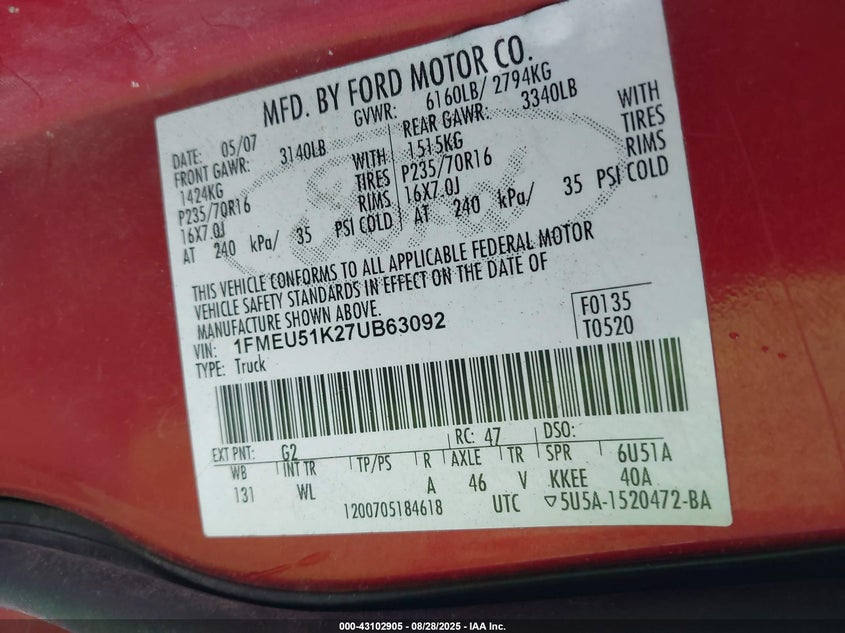 MFD. BY FORD MOTOR CO.
DATE: 05/07 GVWR: 6160LB/ 2794KG
FRONT GAWR: 3140LB REAR GAWR: 3340LB
1424KG WITH 1515KG WITH
P235/70R16 TIRES P235/70R16 TIRES
16X7.0J RIMS 16X7.0J RIMS
AT 240 kPa/ 35 PSI COLD AT 240 kPa/ 35 PSI COLD
THIS VEHICLE CONFORMS TO ALL APPLICABLE FEDERAL MOTOR
VEHICLE SAFETY STANDARDS IN EFFECT ON THE DATE OF
MANUFACTURE SHOWN ABOVE.
VIN: 1FMEU51K27UB63092 F0135
TYPE: Truck T0520
EXT PNT: G2 RC: 47 DSO:
WB INT TR TP/PS R AXLE TR SPR 6U51A
131 WL A 46 V KKEE 40A
1200705184618 UTC ▽5U5A-1520472-BA
000-43102905 - 08/28/2025 - IAA Inc.